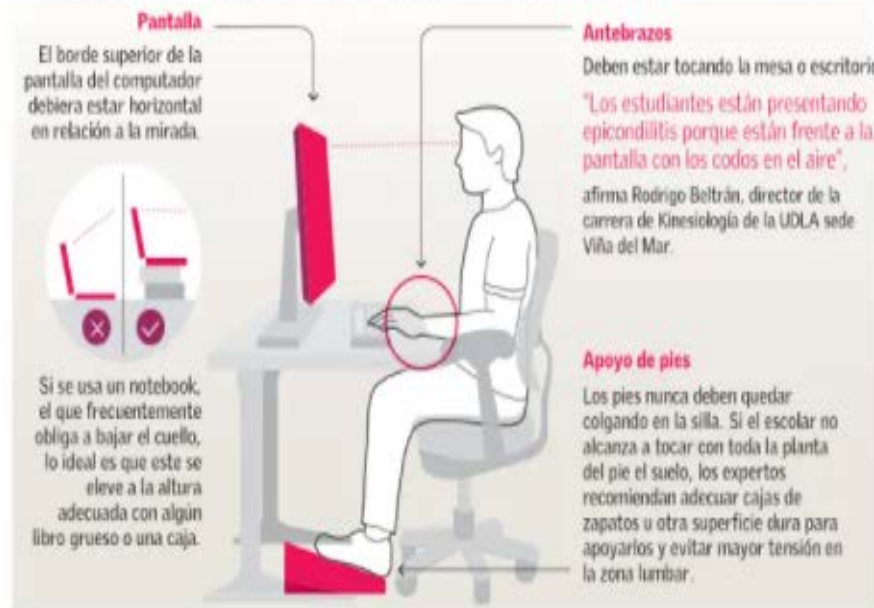 Pantalla
El borde superior de la
pantalla del computador
debiera estar horizontal
en relación a la mirada.
Si se usa un notebook,
el que frecuentemente
obliga a bajar el cuello,
lo ideal es que este se
eleve a la altura
adecuada con algún
libro grueso o una caja.
Antebrazos
Deben estar tocando la mesa o escritorio
"Los estudiantes están presentando
epicondilitis porque están frente a la
pantalla con los codos en el aire",
afirma Rodrigo Beltrán, director de la
carrera de Kinesiología de la UDLA sede
Viña del Mar.
Apoyo de pies
Los pies nunca deben quedar
colgando en la silla. Si el escolar no
alcanza a tocar con toda la planta
del pie el suelo, los expertos
recomiendan adecuar cajas de
zapatos u otra superficie dura para
apoyarlos y evitar mayor tensión en
la zona lumbar.